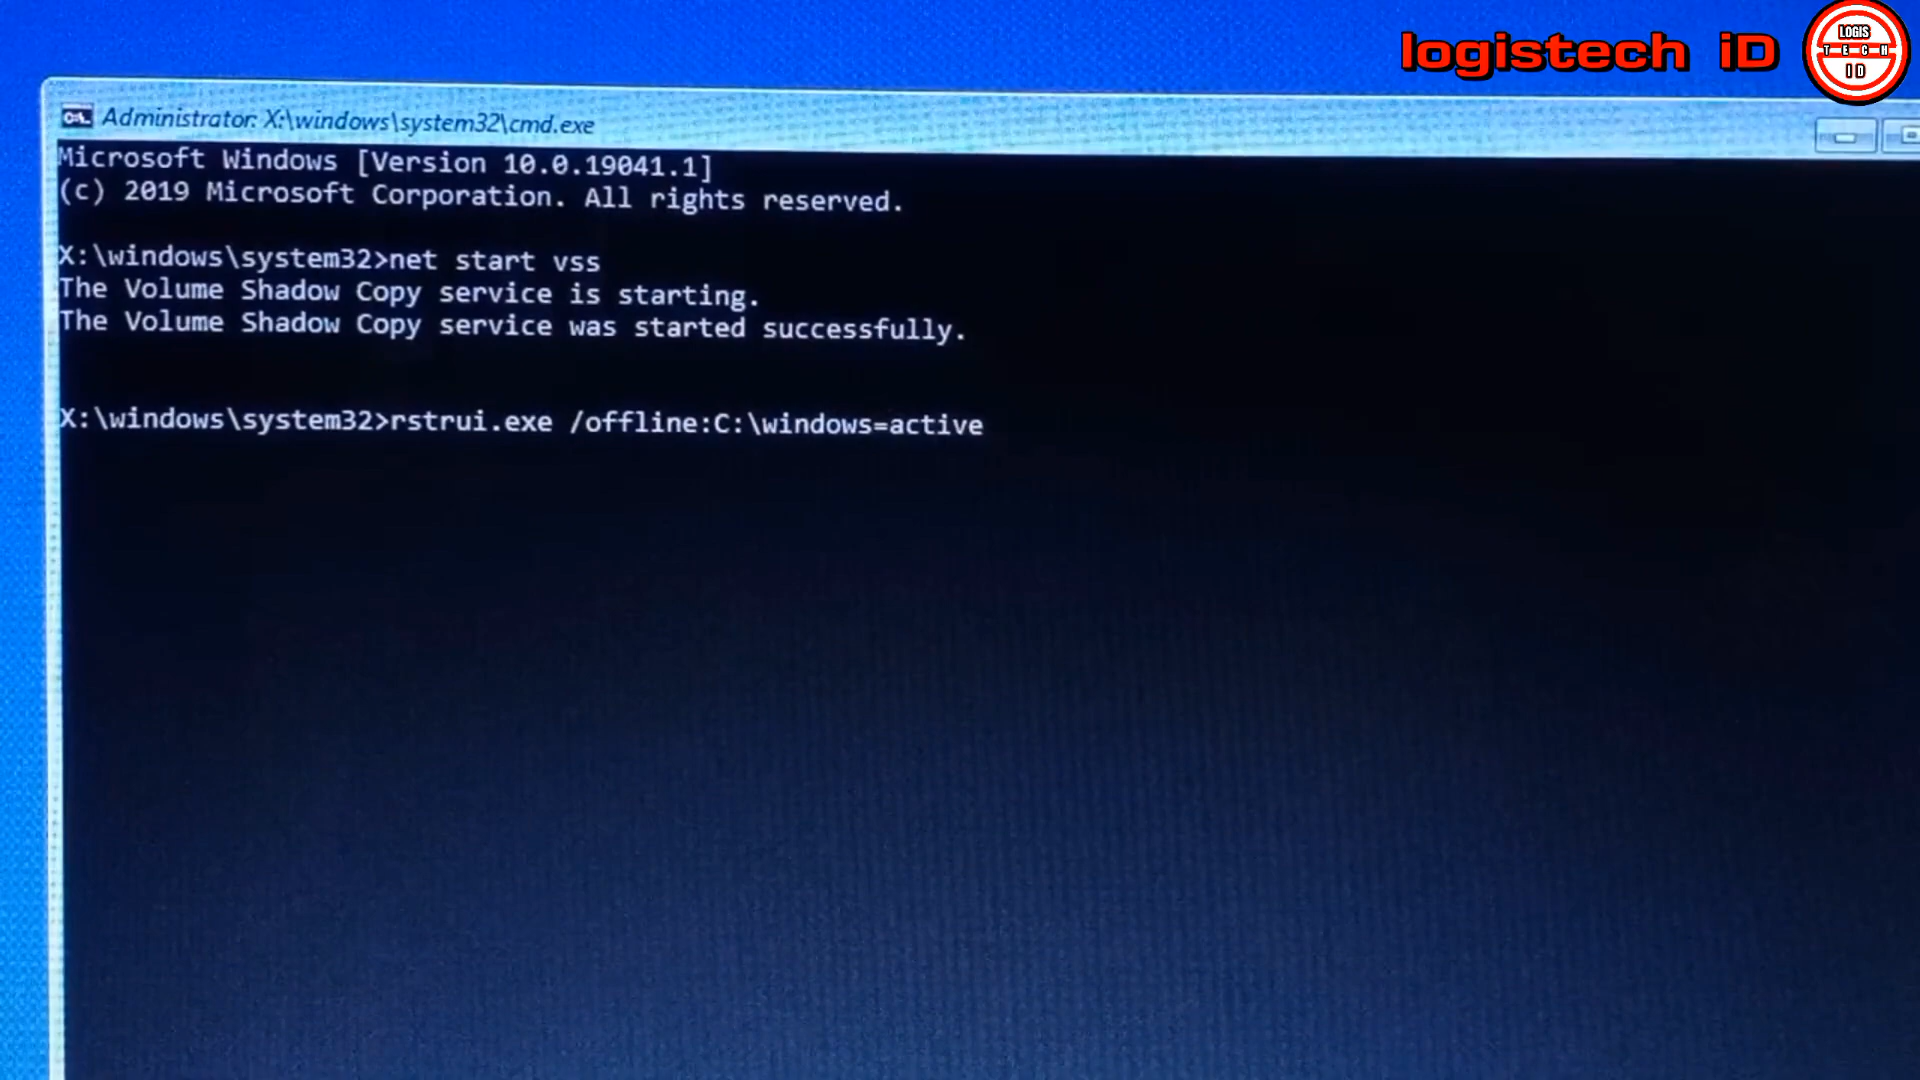 logistech iD
LOGIS
TECH
ID
Administrator: X:\windows\system32\cmd.exe
Microsoft Windows [Version 10.0.19041.1]
(c) 2019 Microsoft Corporation. All rights reserved.
X:\windows\system32>net start vss
The Volume Shadow Copy service is starting.
The Volume Shadow Copy service was started successfully.
X:\windows\system32>rstrui.exe /offline:C:\windows=active